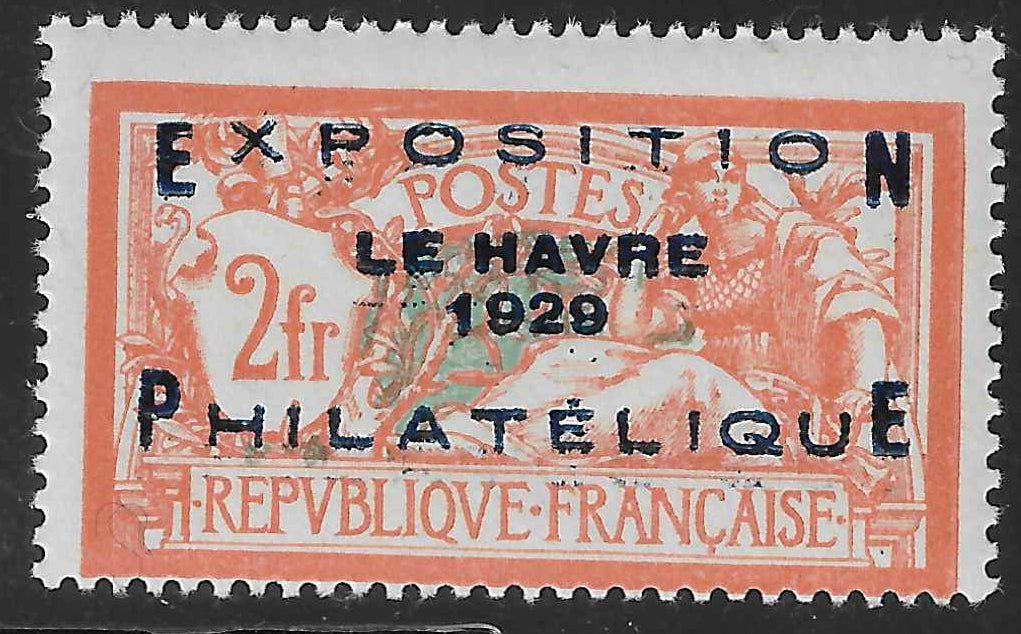 EXPOSITION
POSTES
LE HAVRE
2fr
1929
PHILATÉLIQUE
·REPVBLIQVE·FRANÇAISE·